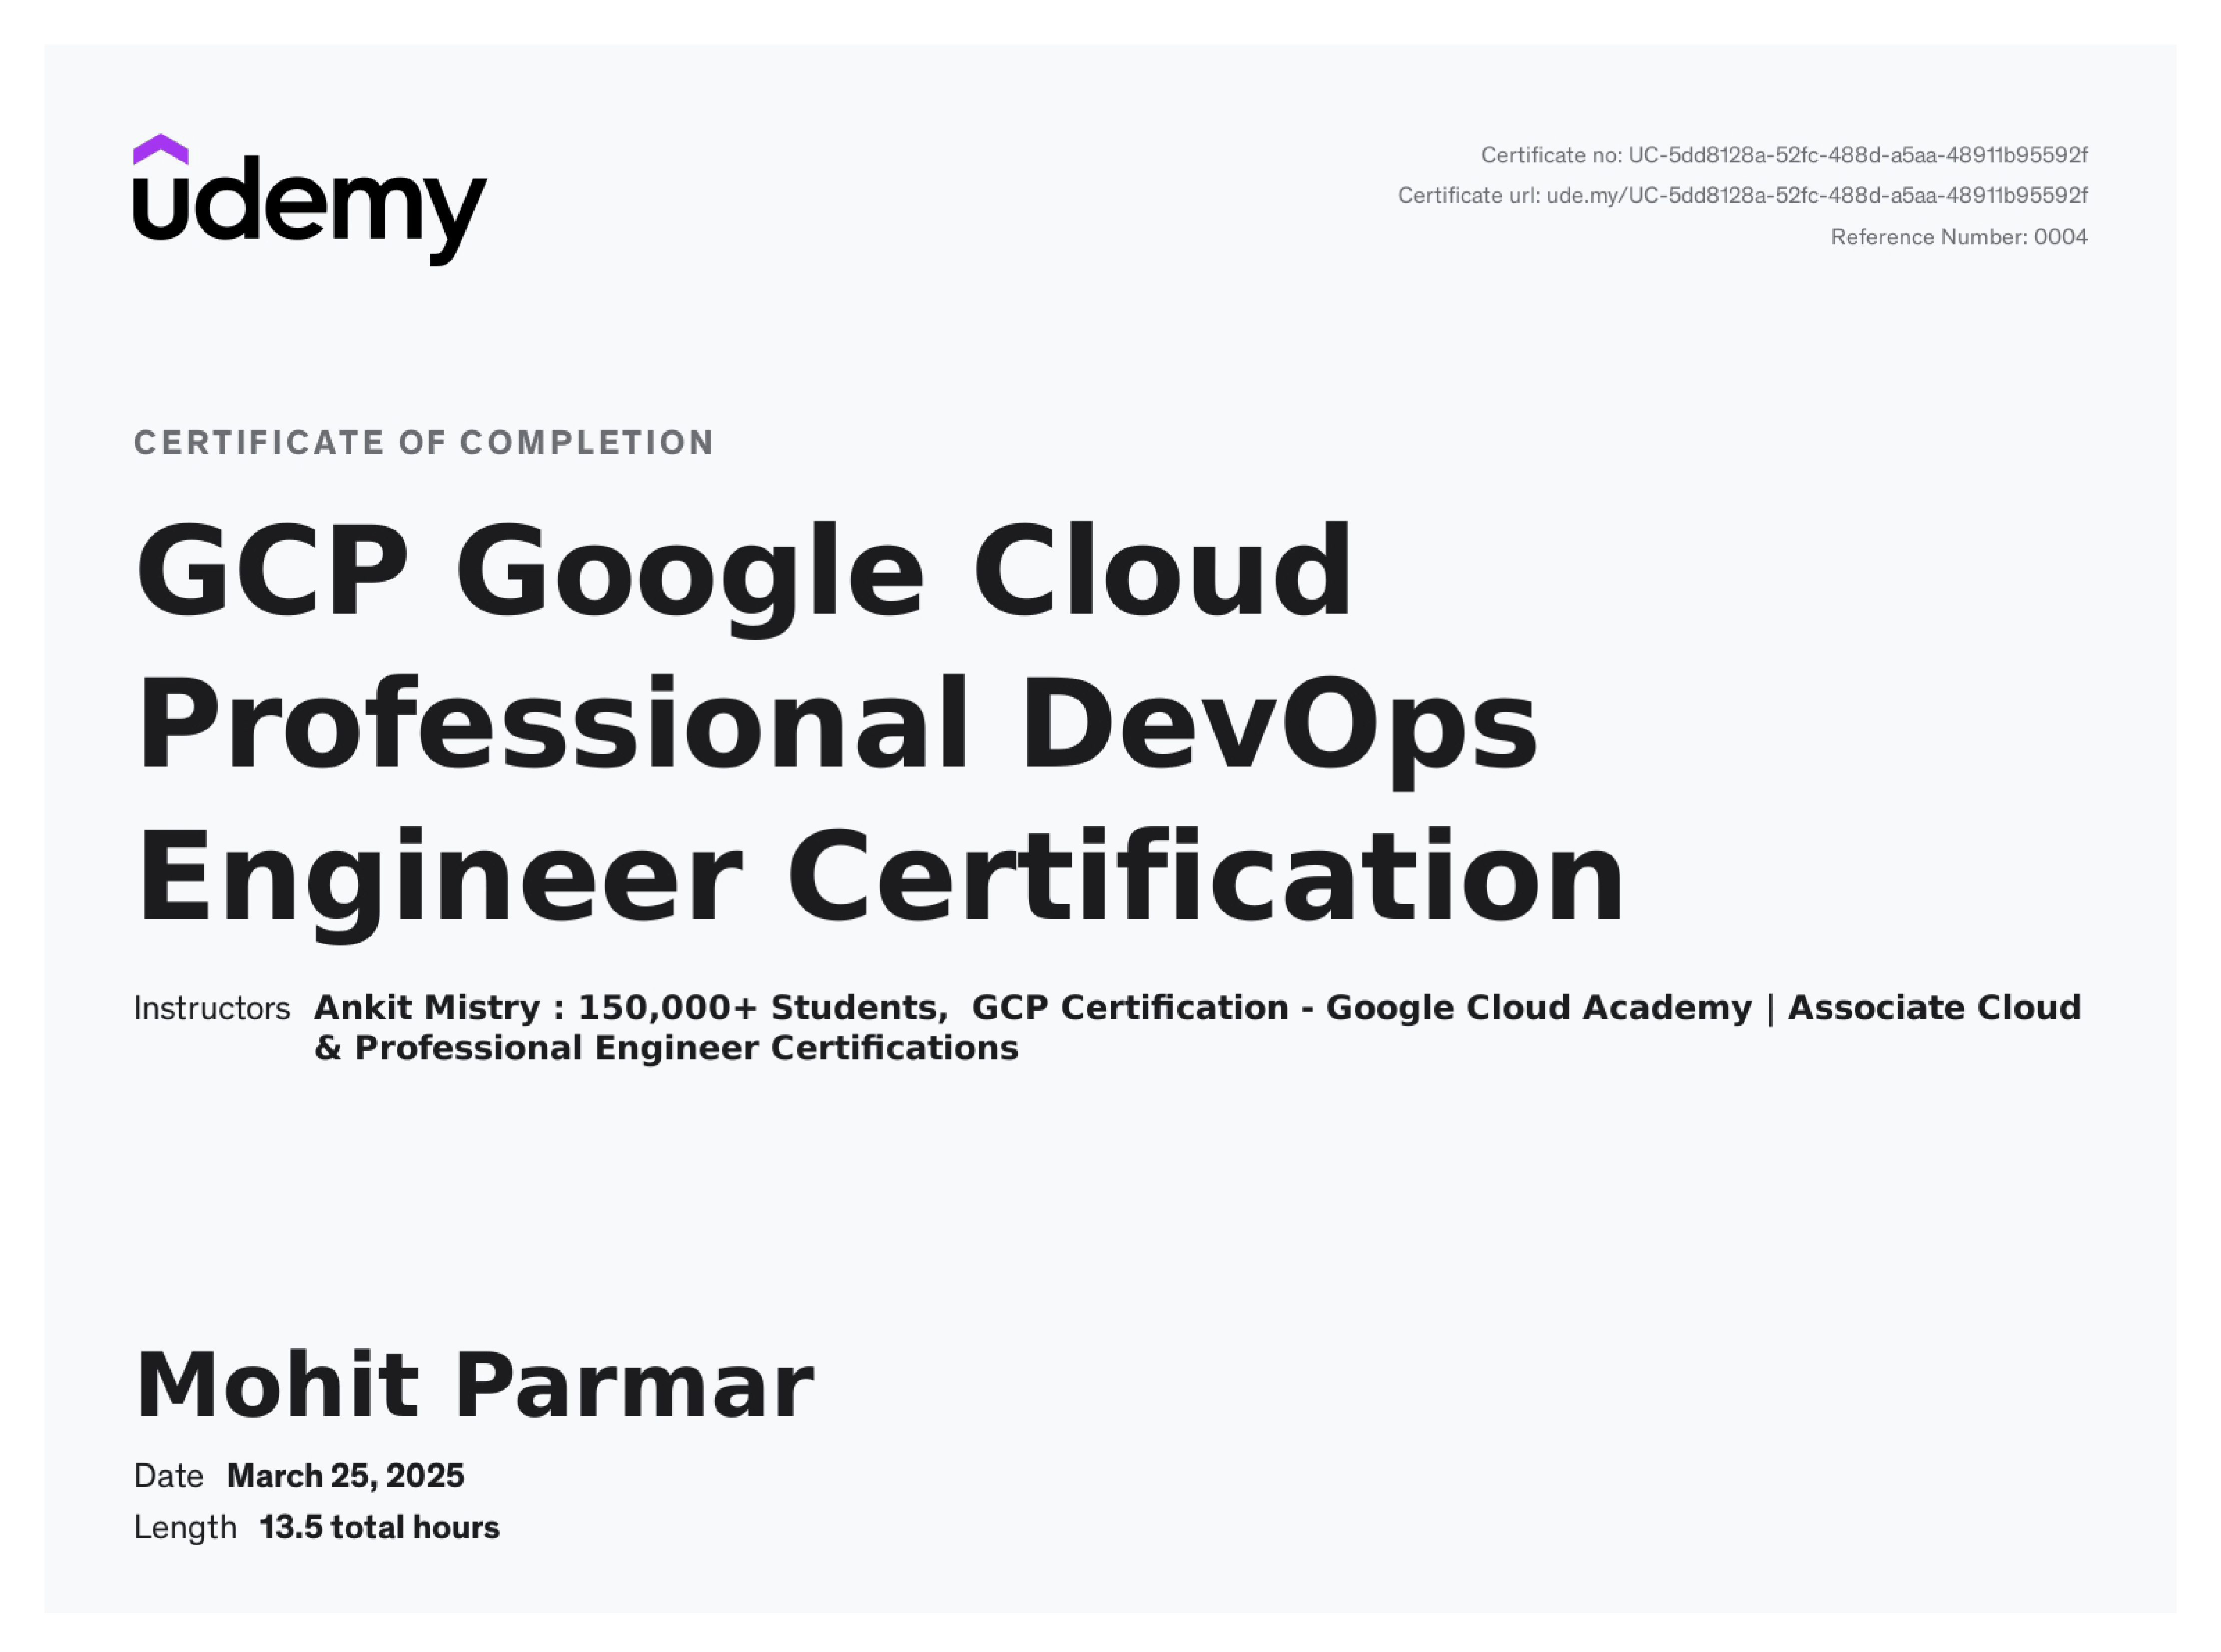 udemy
Certificate no: UC-5dd8128a-52fc-488d-a5aa-48911b95592f
Certificate url: ude.my/UC-5dd8128a-52fc-488d-a5aa-48911b95592f
Reference Number: 0004
CERTIFICATE OF COMPLETION
GCP Google Cloud
Professional DevOps
Engineer Certification
Instructors Ankit Mistry : 150,000+ Students, GCP Certification - Google Cloud Academy | Associate Cloud
& Professional Engineer Certifications
Mohit Parmar
Date March 25, 2025
Length 13.5 total hours